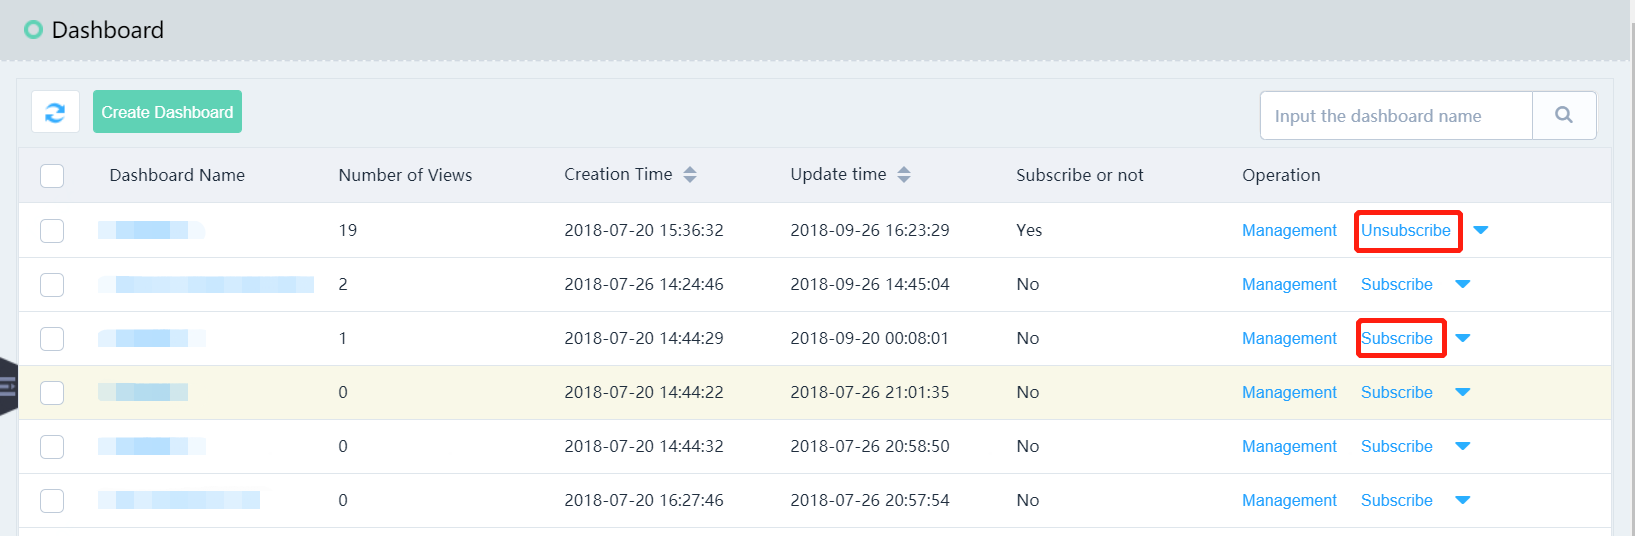 Dashboard
Create Dashboard
Input the dashboard name
Dashboard Name Number of Views Creation Time Update time Subscribe or not Operation
19 2018-07-20 15:36:32 2018-09-26 16:23:29 Yes Management Unsubscribe
2 2018-07-26 14:24:46 2018-09-26 14:45:04 No Management Subscribe
1 2018-07-20 14:44:29 2018-09-20 00:08:01 No Management Subscribe
0 2018-07-20 14:44:22 2018-07-26 21:01:35 No Management Subscribe
0 2018-07-20 14:44:32 2018-07-26 20:58:50 No Management Subscribe
0 2018-07-20 16:27:46 2018-07-26 20:57:54 No Management Subscribe